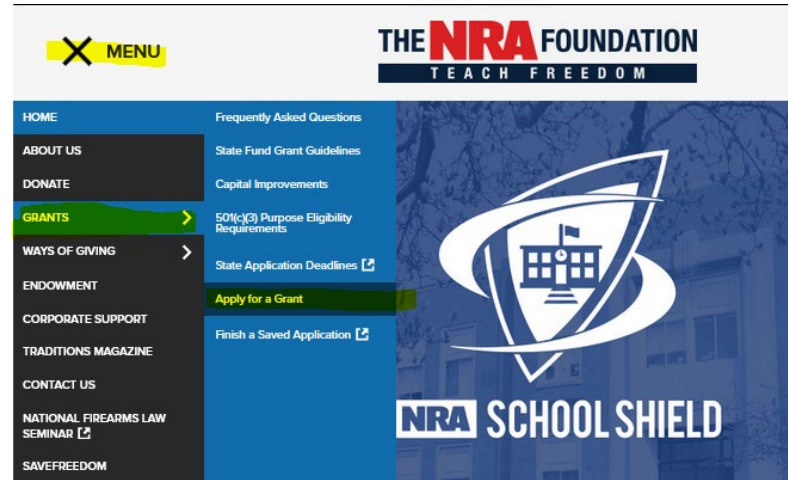 MENU
THE NRA FOUNDATION
TEACH FREEDOM
HOME
ABOUT US
DONATE
GRANTS
WAYS OF GIVING
ENDOWMENT
CORPORATE SUPPORT
TRADITIONS MAGAZINE
CONTACT US
NATIONAL FIREARMS LAW
SEMINAR
SAVEFREEDOM
Frequently Asked Questions
State Fund Grant Guidelines
Capital Improvements
501(c)(3) Purpose Eligibility
Requirements
State Application Deadlines
Apply for a Grant
Finish a Saved Application
NRA SCHOOL SHIELD